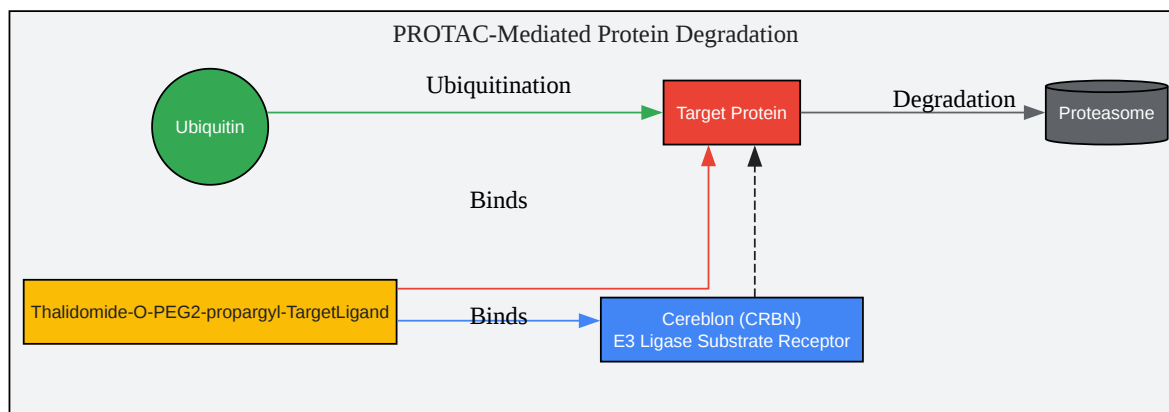 PROTAC-Mediated Protein Degradation
Ubiquitination
Degradation
Ubiquitin
Target Protein
Proteasome
Binds
Thalidomide-O-PEG2-propargyl-TargetLigand
Binds
Cereblon (CRBN)
E3 Ligase Substrate Receptor